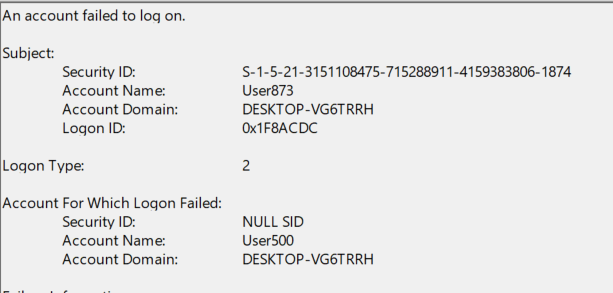 An account failed to log on.
Subject:
Security ID: S-1-5-21-3151108475-715288911-4159383806-1874
Account Name: User873
Account Domain: DESKTOP-VG6TRRH
Logon ID: 0x1F8ACDC
Logon Type: 2
Account For Which Logon Failed:
Security ID: NULL SID
Account Name: User500
Account Domain: DESKTOP-VG6TRRH